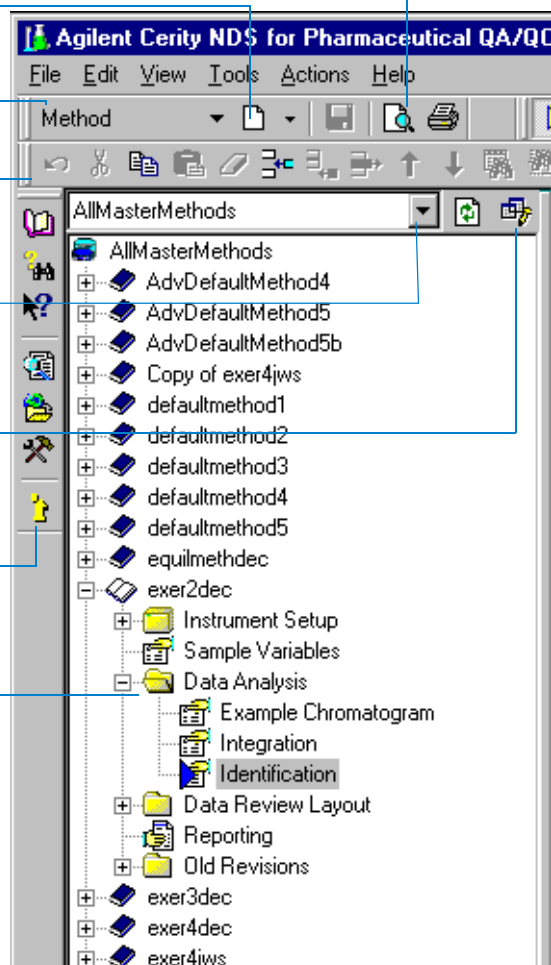 Agilent Cerity NDS for Pharmaceutical QA/QC
File Edit View Tools Actions Help
Method
AllMasterMethods
AllMasterMethods
AdvDefaultMethod4
AdvDefaultMethod5
AdvDefaultMethod5b
Copy of exer4jws
defaultmethod1
defaultmethod2
defaultmethod3
defaultmethod4
defaultmethod5
equilmethdec
exer2dec
Instrument Setup
Sample Variables
Data Analysis
Example Chromatogram
Integration
Identification
Data Review Layout
Reporting
Old Revisions
exer3dec
exer4dec
exer4jws